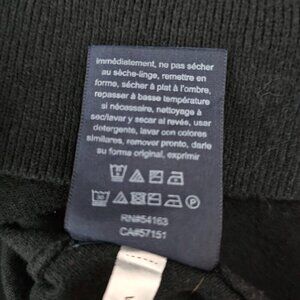 immédiatement, ne pas sécher
au sèche-linge, remettre en
forme, sécher à plat à l'ombre,
repasser à basse température
si nécessaire, nettoyage à
sec/lavar y secar al revés, usar
detergente, lavar con colores
similares, remover pronto, darle
su forma original, exprimir
RN#54163
CA#57151